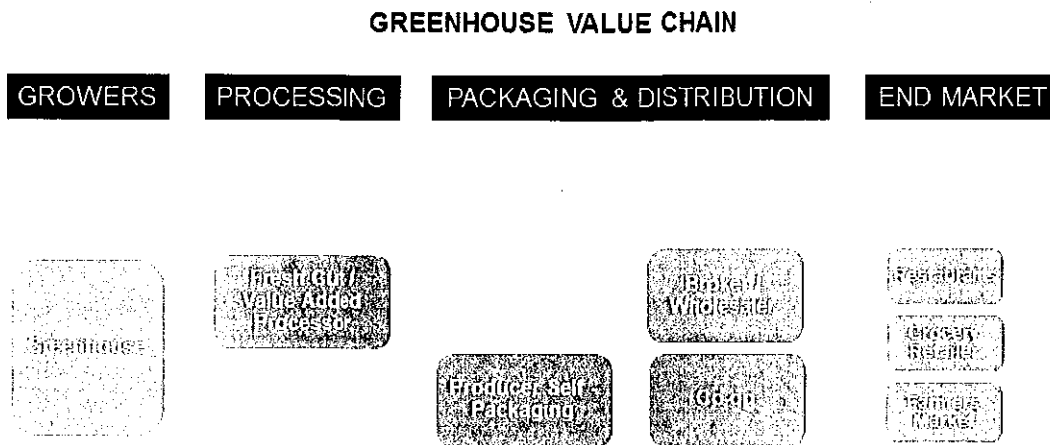 GREENHOUSE VALUE CHAIN
GROWERS
PROCESSING
PACKAGING & DISTRIBUTION
END MARKET
Greenhouse
Fresh Cut /
Value Added
Processor
Producer Self
Packaging
Broker /
Wholesaler
Co-op
Restaurants
Grocery
Retailer
Farmers
Market